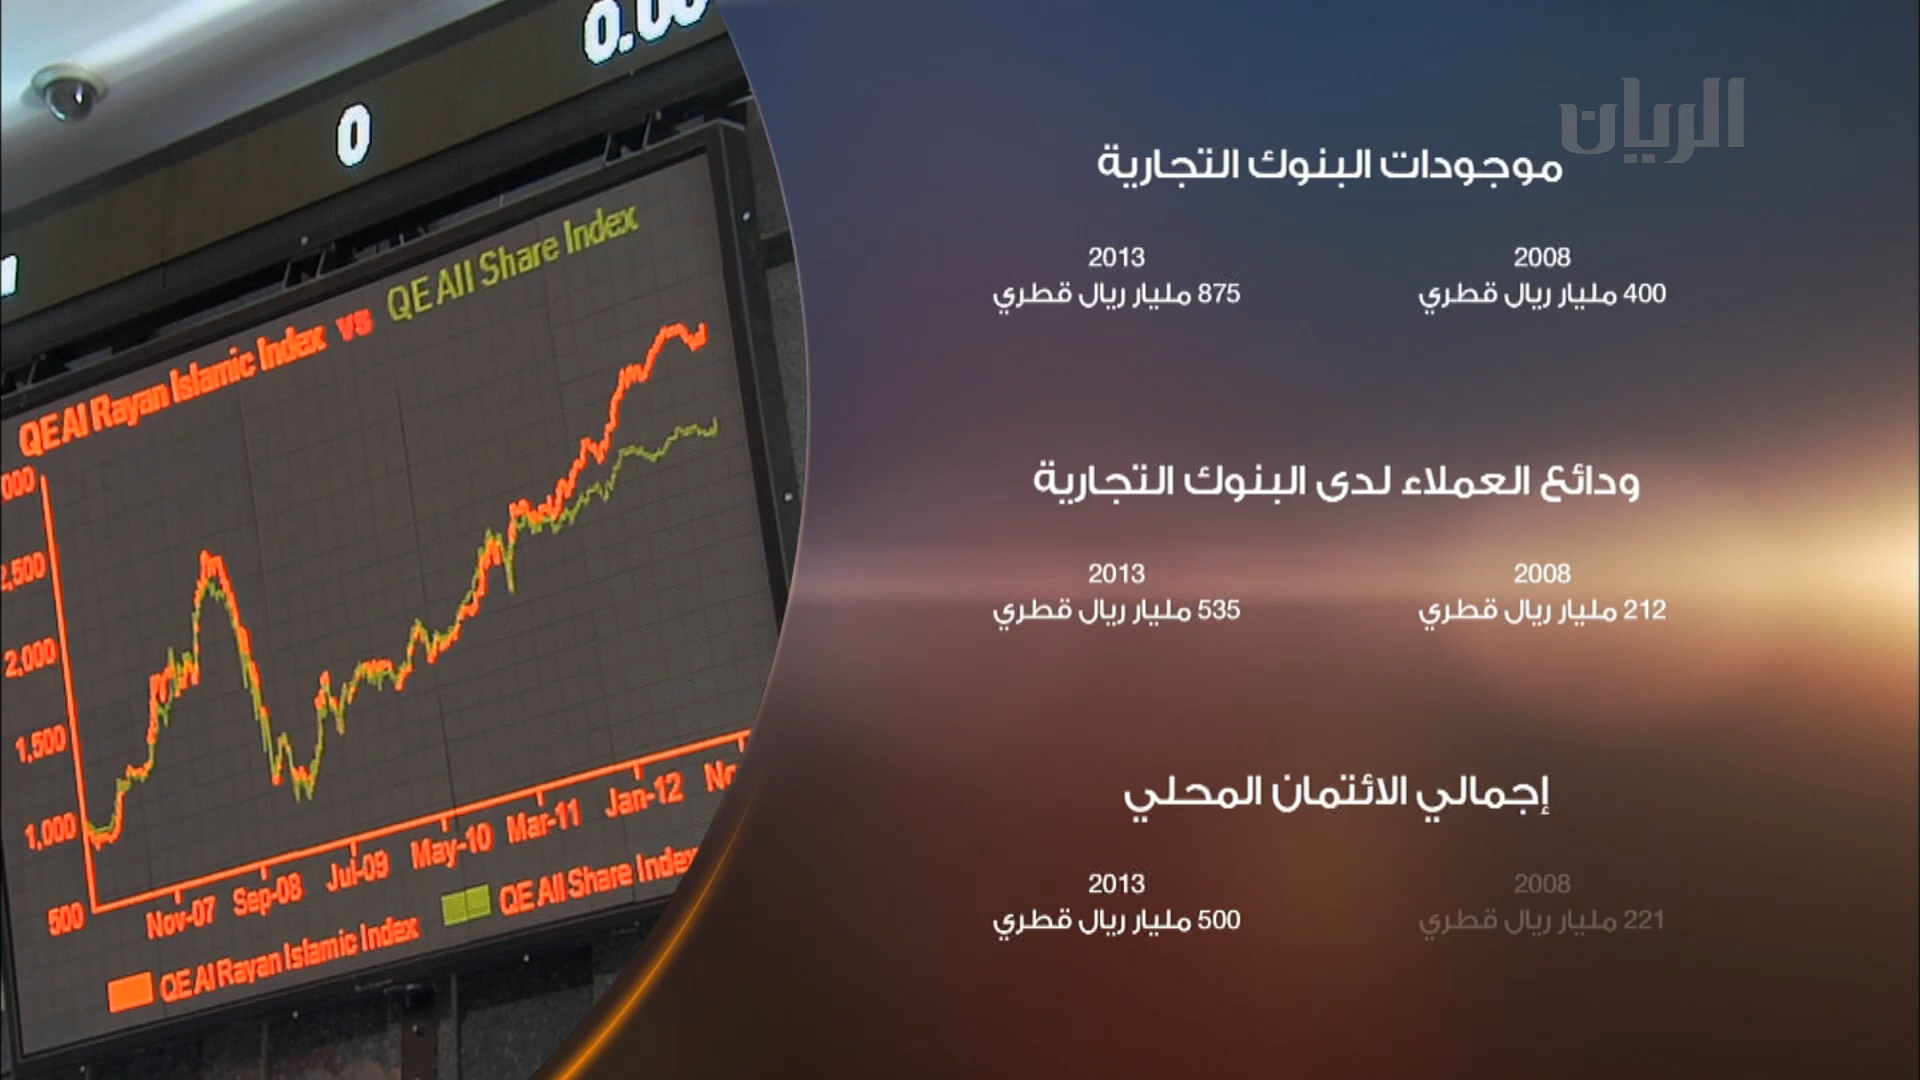 الريان
موجودات البنوك التجارية
2008
400 مليار ريال قطري
2013
875 مليار ريال قطري
ودائع العملاء لدى البنوك التجارية
2008
212 مليار ريال قطري
2013
535 مليار ريال قطري
إجمالي الائتمان المحلي
2008
221 مليار ريال قطري
2013
500 مليار ريال قطري
0
QE Al Rayan Islamic Index vs QE All Share Index
2,500
2,000
1,500
1,000
500
Nov-07 Sep-08 Jul-09 May-10 Mar-11 Jan-12
QE Al Rayan Islamic Index QE All Share Index